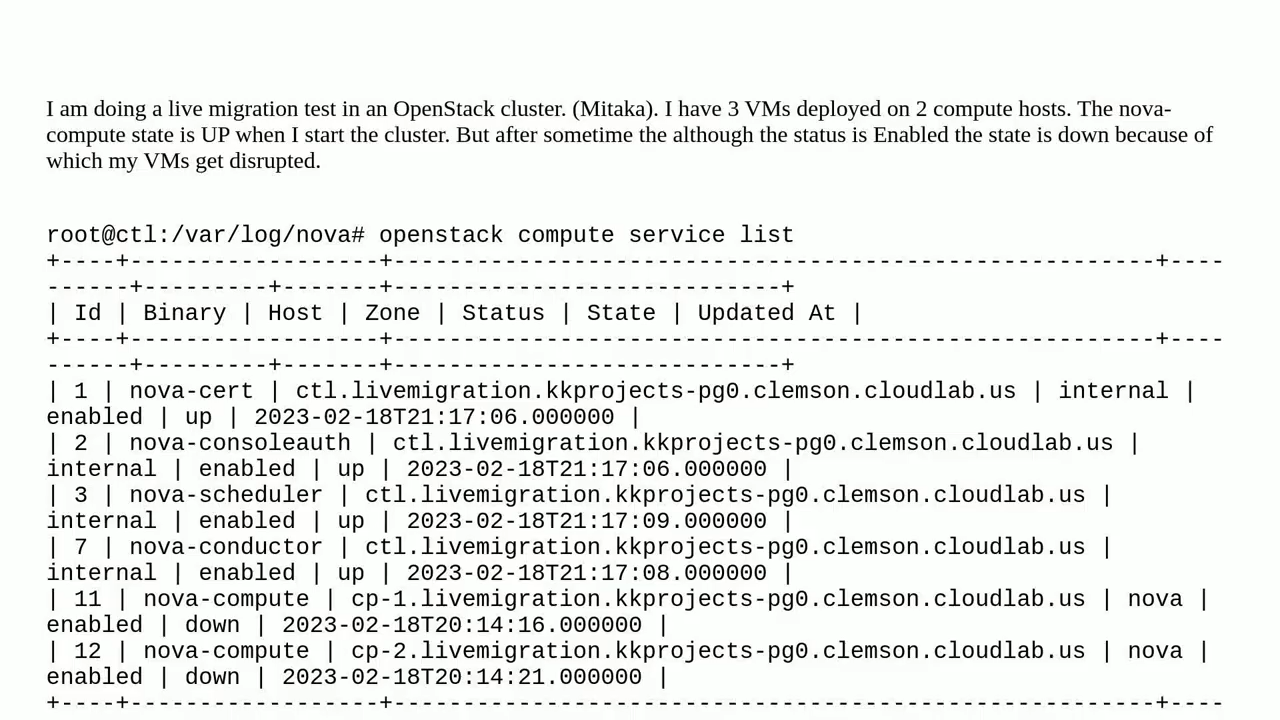 I am doing a live migration test in an OpenStack cluster. (Mitaka). I have 3 VMs deployed on 2 compute hosts. The nova-
compute state is UP when I start the cluster. But after sometime the although the status is Enabled the state is down because of
which my VMs get disrupted.
root@ctl:/var/log/nova# openstack compute service list
+----+------------------+-------------------------------------------------------+----
------+---------+-------+----------------------------+
| Id | Binary | Host | Zone | Status | State | Updated At |
+----+------------------+-------------------------------------------------------+----
------+---------+-------+----------------------------+
| 1 | nova-cert | ctl.livemigration.kkprojects-pg0.clemson.cloudlab.us | internal |
enabled | up | 2023-02-18T21:17:06.000000 |
| 2 | nova-consoleauth | ctl.livemigration.kkprojects-pg0.clemson.cloudlab.us |
internal | enabled | up | 2023-02-18T21:17:06.000000 |
| 3 | nova-scheduler | ctl.livemigration.kkprojects-pg0.clemson.cloudlab.us |
internal | enabled | up | 2023-02-18T21:17:09.000000 |
| 7 | nova-conductor | ctl.livemigration.kkprojects-pg0.clemson.cloudlab.us |
internal | enabled | up | 2023-02-18T21:17:08.000000 |
| 11 | nova-compute | cp-1.livemigration.kkprojects-pg0.clemson.cloudlab.us | nova |
enabled | down | 2023-02-18T20:14:16.000000 |
| 12 | nova-compute | cp-2.livemigration.kkprojects-pg0.clemson.cloudlab.us | nova |
enabled | down | 2023-02-18T20:14:21.000000 |
+----+------------------+-------------------------------------------------------+----